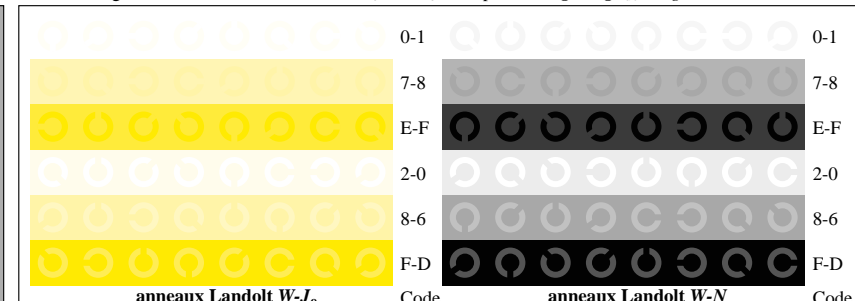 0-1 0-1
7-8 7-8
E-F E-F
2-0 2-0
8-6 8-6
F-D F-D
anneaux Landolt W-Jₑ Code anneaux Landolt W-N Code